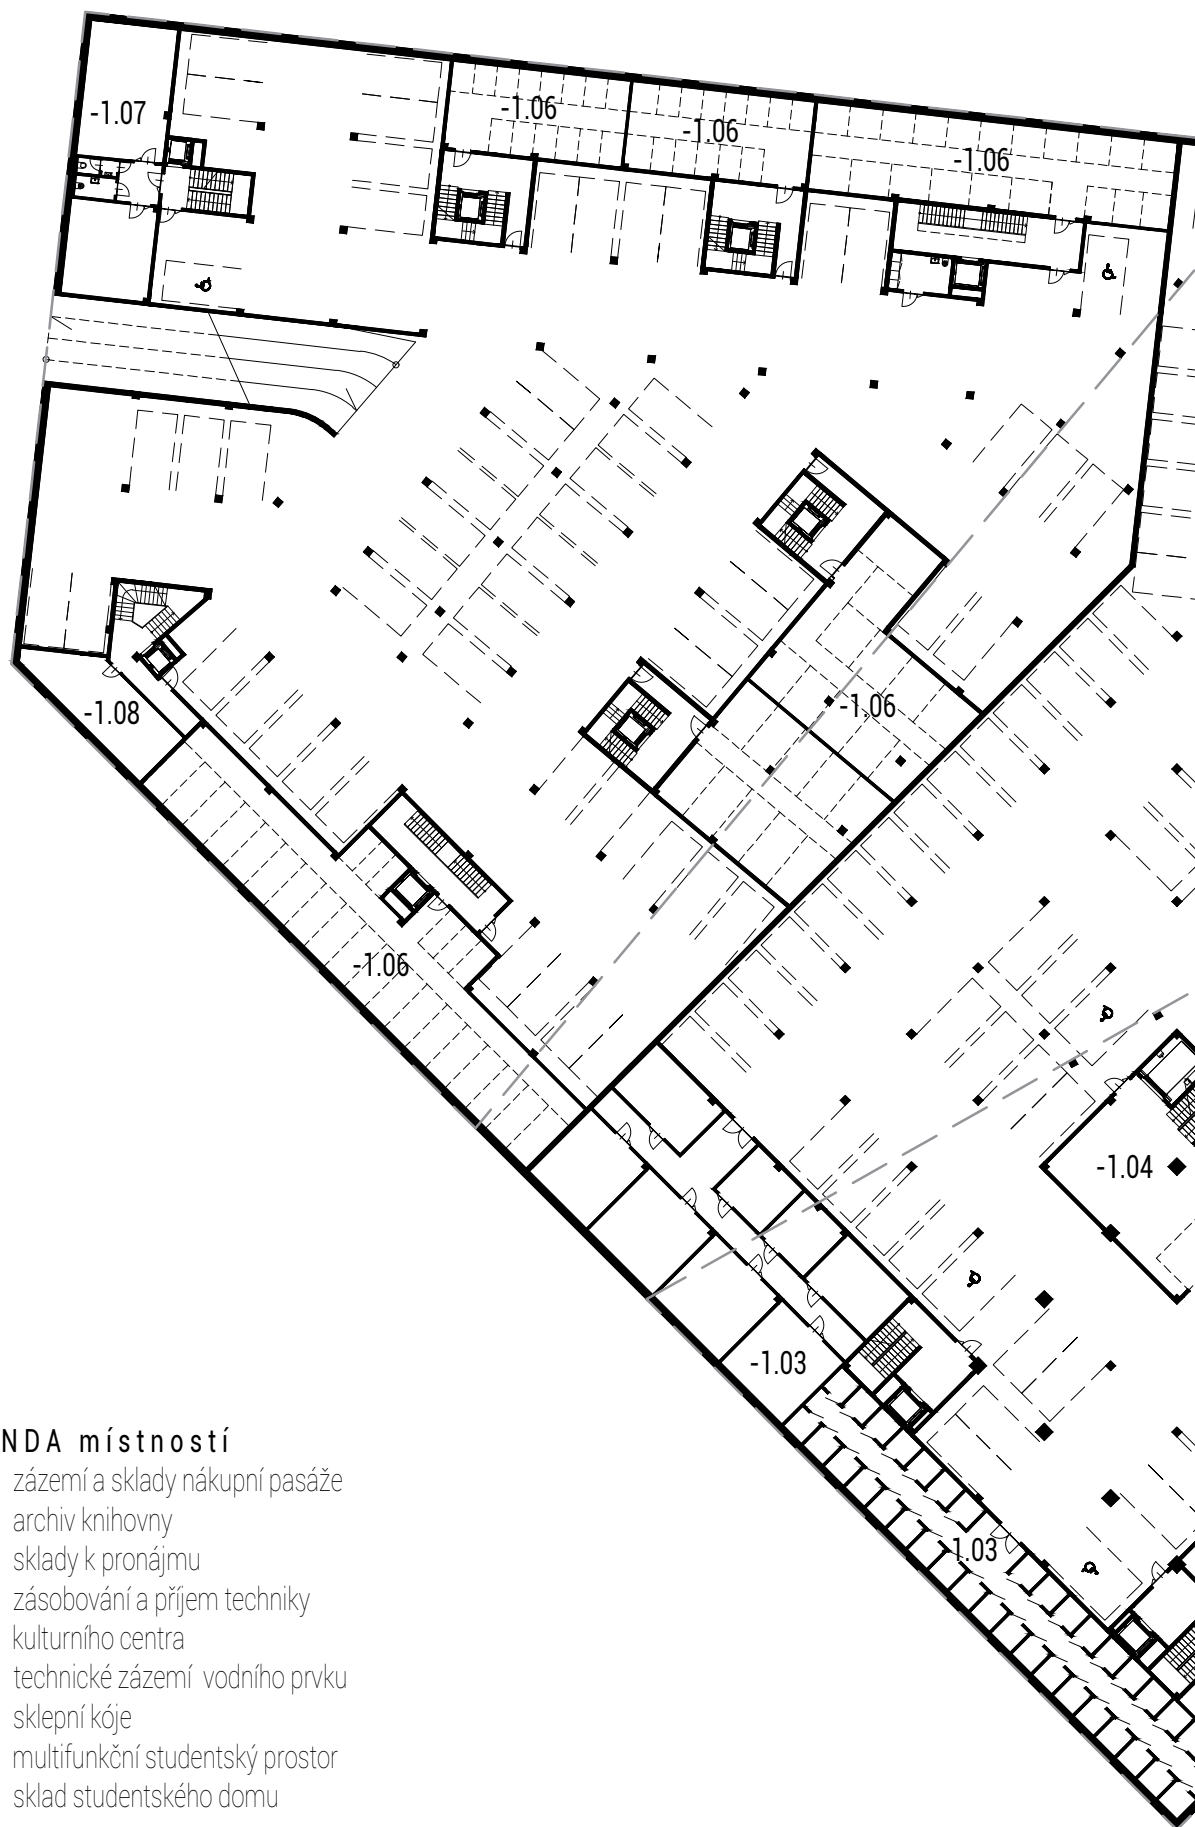 -1.07
-1.06
-1.06
-1.06
-1.06
-1.08
-1.06
-1.04
-1.03
-1.03
NDA místností
zázemí a sklady nákupní pasáže
archiv knihovny
sklady k pronájmu
zásobování a příjem techniky
kulturního centra
technické zázemí vodního prvku
sklepní kóje
multifunkční studentský prostor
sklad studentského domu